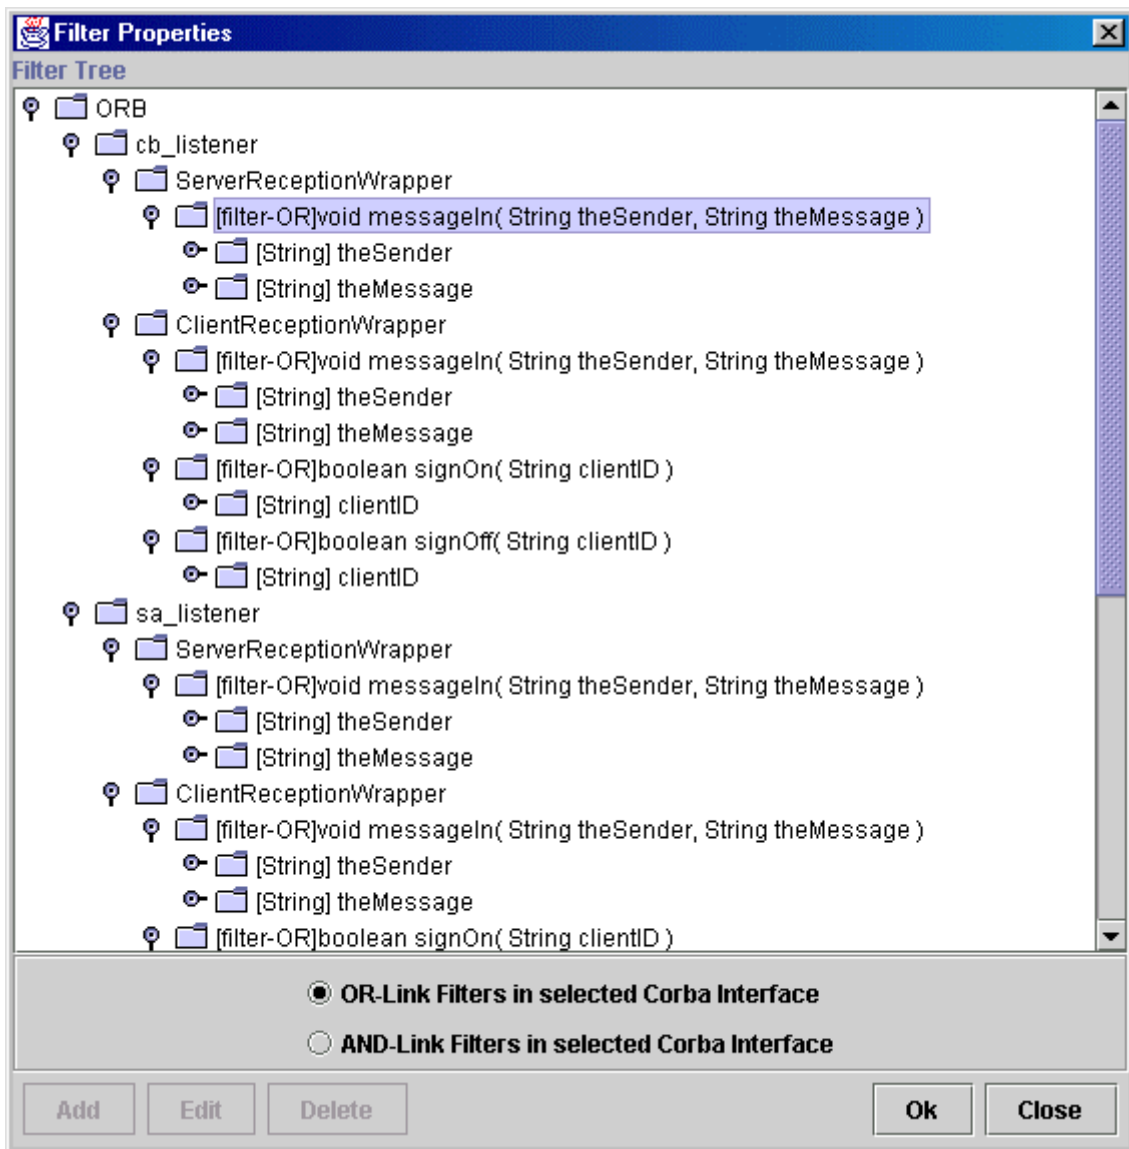 Filter Properties
Filter Tree
ORB
cb_listener
ServerReceptionWrapper
[filter-OR]void messageIn( String theSender, String theMessage )
[String] theSender
[String] theMessage
ClientReceptionWrapper
[filter-OR]void messageIn( String theSender, String theMessage )
[String] theSender
[String] theMessage
[filter-OR]boolean signOn( String clientID )
[String] clientID
[filter-OR]boolean signOff( String clientID )
[String] clientID
sa_listener
ServerReceptionWrapper
[filter-OR]void messageIn( String theSender, String theMessage )
[String] theSender
[String] theMessage
ClientReceptionWrapper
[filter-OR]void messageIn( String theSender, String theMessage )
[String] theSender
[String] theMessage
[filter-OR]boolean signOn( String clientID )
OR-Link Filters in selected Corba Interface
AND-Link Filters in selected Corba Interface
Add Edit Delete Ok Close